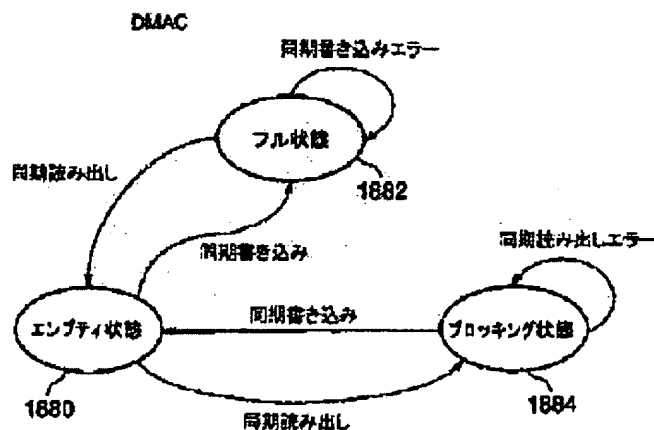 DMAC
同期書き込みエラー
フル状態
1882
同期読み出し
同期書き込み
同期読み出しエラー
エンプティ状態
同期書き込み
ブロッキング状態
1880
同期読み出し
1884